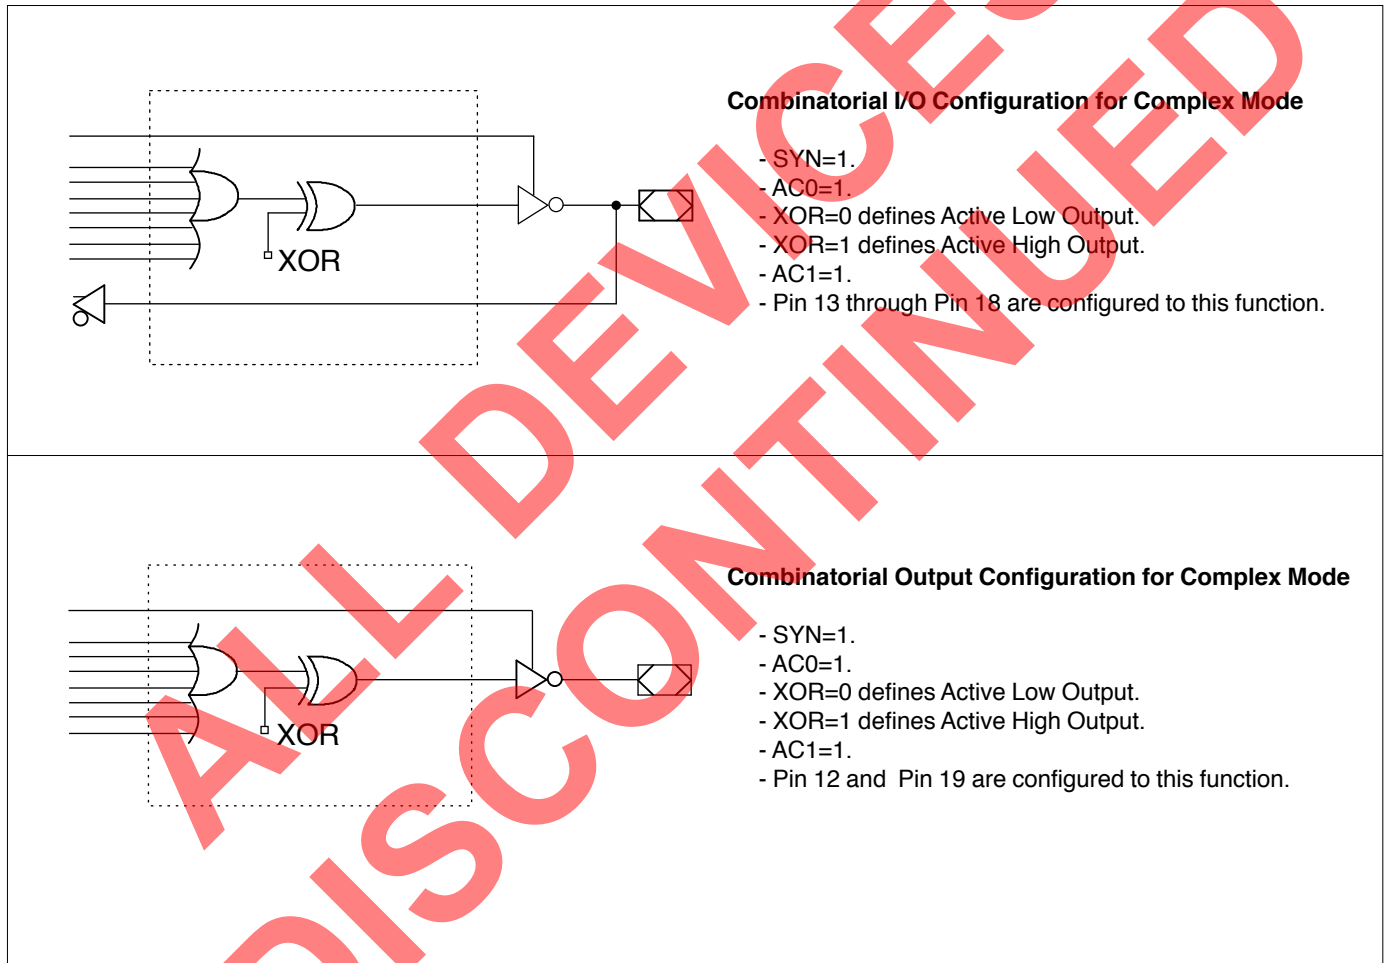 Combinatorial I/O Configuration for Complex Mode
- SYN=1.
- AC0=1.
- XOR=0 defines Active Low Output.
- XOR=1 defines Active High Output.
- AC1=1.
- Pin 13 through Pin 18 are configured to this function.
XOR
Combinatorial Output Configuration for Complex Mode
- SYN=1.
- AC0=1.
- XOR=0 defines Active Low Output.
- XOR=1 defines Active High Output.
- AC1=1.
- Pin 12 and  Pin 19 are configured to this function.
XOR
ALL DEVICES
DISCONTINUED